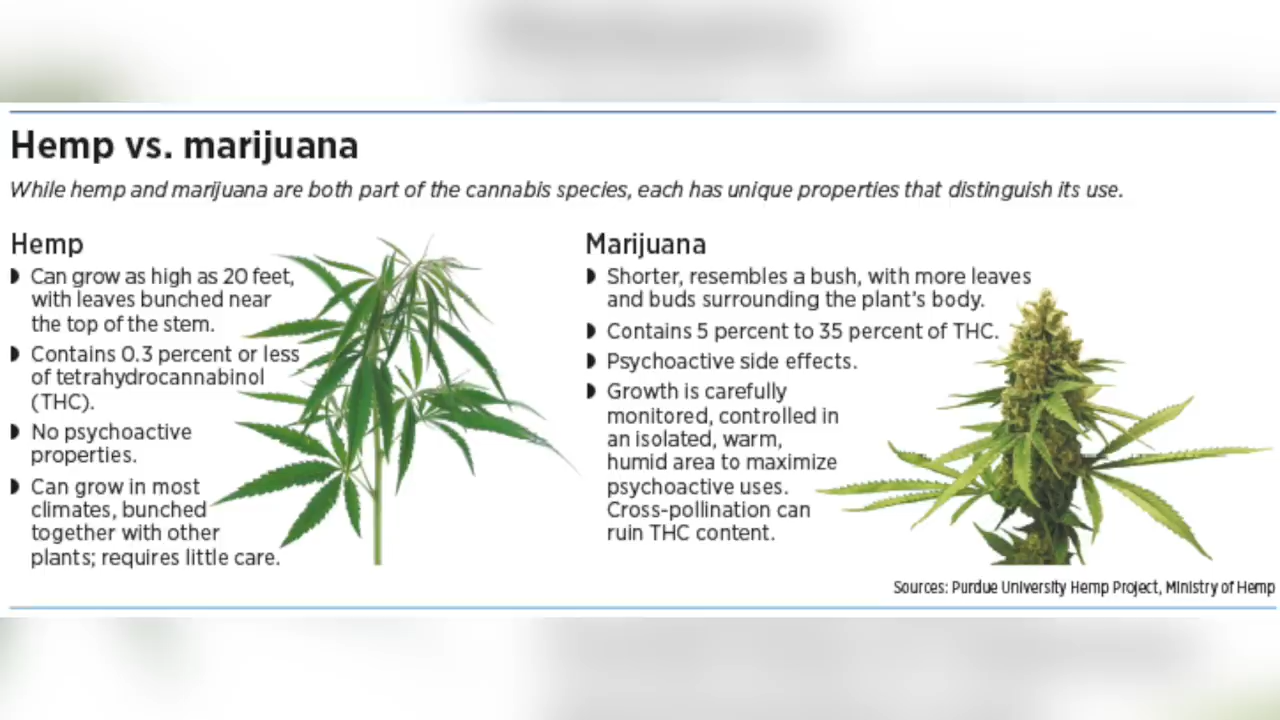 Hemp vs. marijuana
While hemp and marijuana are both part of the cannabis species, each has unique properties that distinguish its use.
Hemp
Can grow as high as 20 feet,
with leaves bunched near
the top of the stem.
Contains 0.3 percent or less
of tetrahydrocannabinol
(THC).
No psychoactive
properties.
Can grow in most
climates, bunched
together with other
plants; requires little care.
Marijuana
Shorter, resembles a bush, with more leaves
and buds surrounding the plant's body.
Contains 5 percent to 35 percent of THC.
Psychoactive side effects.
Growth is carefully
monitored, controlled in
an isolated, warm,
humid area to maximize
psychoactive uses.
Cross-pollination can
ruin THC content.
Sources: Purdue University Hemp Project, Ministry of Hemp